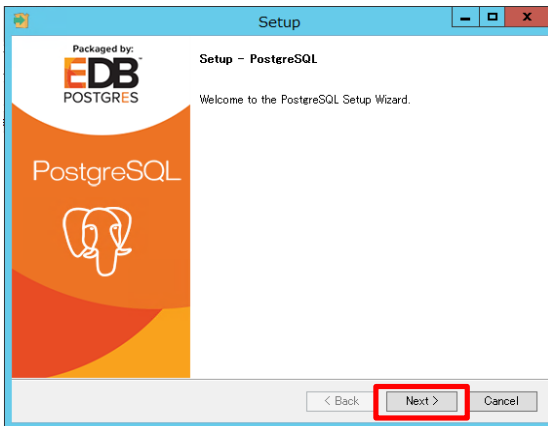 Setup
Packaged by:
EDB
POSTGRES
Setup - PostgreSQL
Welcome to the PostgreSQL Setup Wizard.
PostgreSQL
< Back
Next >
Cancel